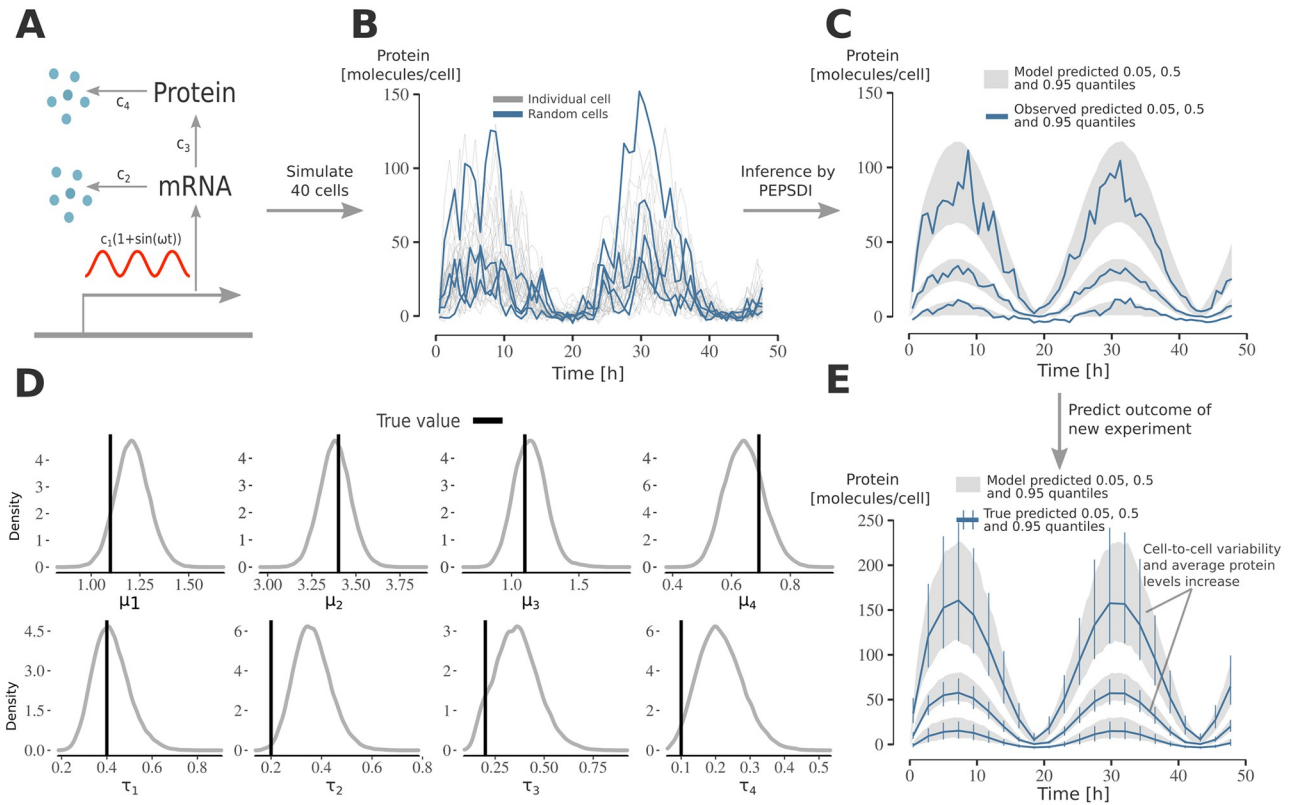 A
Protein
c4
c3
c2
mRNA
c1(1+sin(ωt))
Simulate
40 cells
B
Protein
[molecules/cell]
Individual cell
Random cells
150
100
50
0
0 10 20 30 40 50
Time [h]
Inference by
PEPSDI
C
Protein
[molecules/cell]
Model predicted 0.05, 0.5
and 0.95 quantiles
Observed predicted 0.05, 0.5
and 0.95 quantiles
150
100
50
0
0 10 20 30 40 50
Time [h]
D
True value
Density
4
3
2
1
0
1.00 1.25 1.50
μ1
4
3
2
1
0
3.00 3.25 3.50 3.75
μ2
4
3
2
1
0
1.0 1.5
μ3
6
4
2
0
0.4 0.6 0.8
μ4
Density
4.5
3.0
1.5
0.0
0.2 0.4 0.6 0.8
τ1
6
4
2
0
0.2 0.4 0.6 0.8
τ2
3
2
1
0
0.25 0.50 0.75
τ3
6
4
2
0
0.1 0.2 0.3 0.4 0.5
τ4
E
Predict outcome of
new experiment
Protein
[molecules/cell]
Model predicted 0.05, 0.5
and 0.95 quantiles
True predicted 0.05, 0.5
and 0.95 quantiles
Cell-to-cell variability
and average protein
levels increase
250
200
150
100
50
0
0 10 20 30 40 50
Time [h]